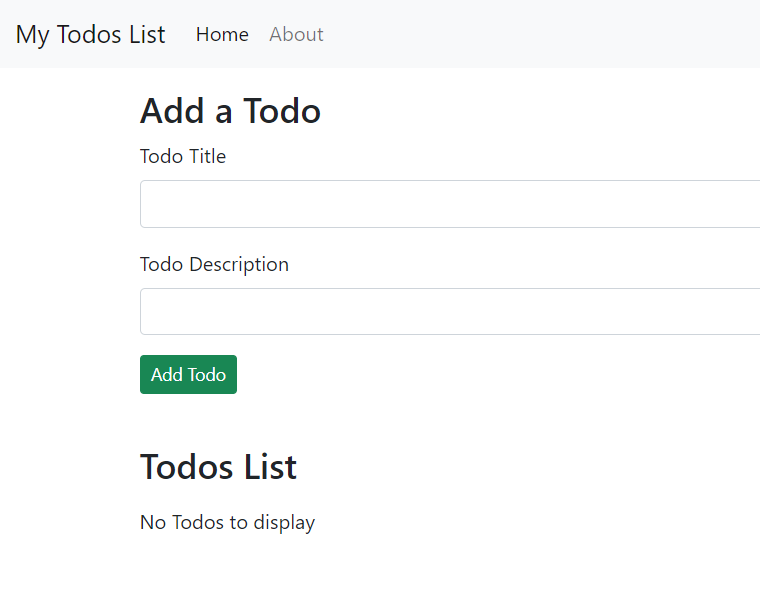 My Todos List Home About
Add a Todo
Todo Title
Todo Description
Add Todo
Todos List
No Todos to display